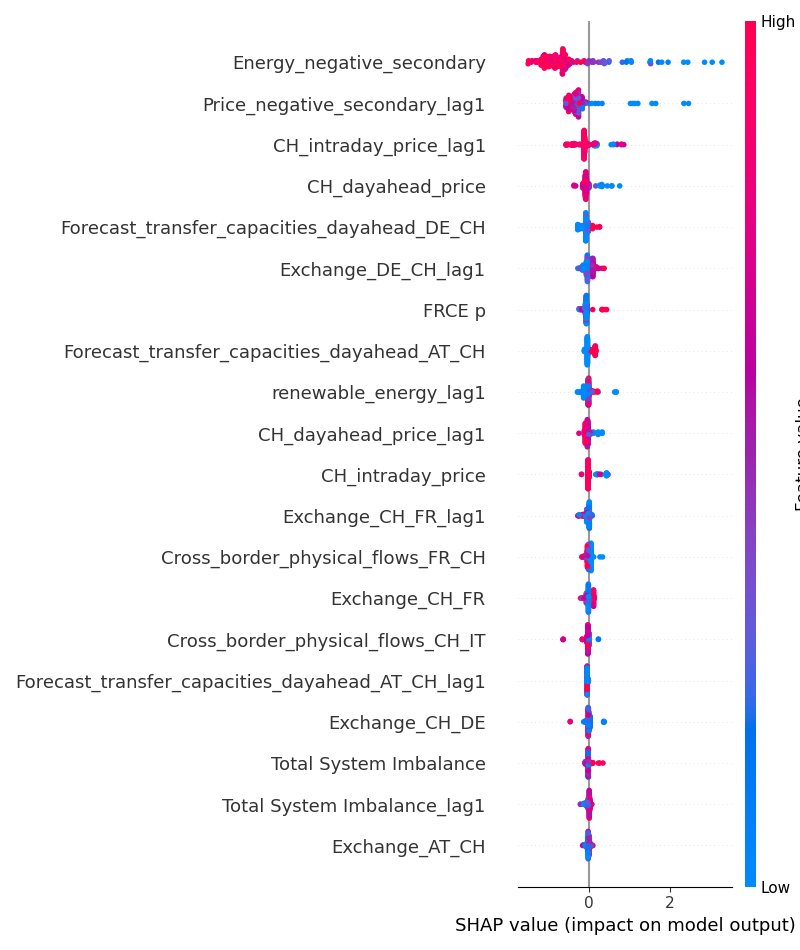 High
Energy_negative_secondary
Price_negative_secondary_lag1
CH_intraday_price_lag1
CH_dayahead_price
Forecast_transfer_capacities_dayahead_DE_CH
Exchange_DE_CH_lag1
FRCE p
Forecast_transfer_capacities_dayahead_AT_CH
renewable_energy_lag1
CH_dayahead_price_lag1
CH_intraday_price
Exchange_CH_FR_lag1
Cross_border_physical_flows_FR_CH
Exchange_CH_FR
Cross_border_physical_flows_CH_IT
Forecast_transfer_capacities_dayahead_AT_CH_lag1
Exchange_CH_DE
Total System Imbalance
Total System Imbalance_lag1
Exchange_AT_CH
Low
0 2
SHAP value (impact on model output)